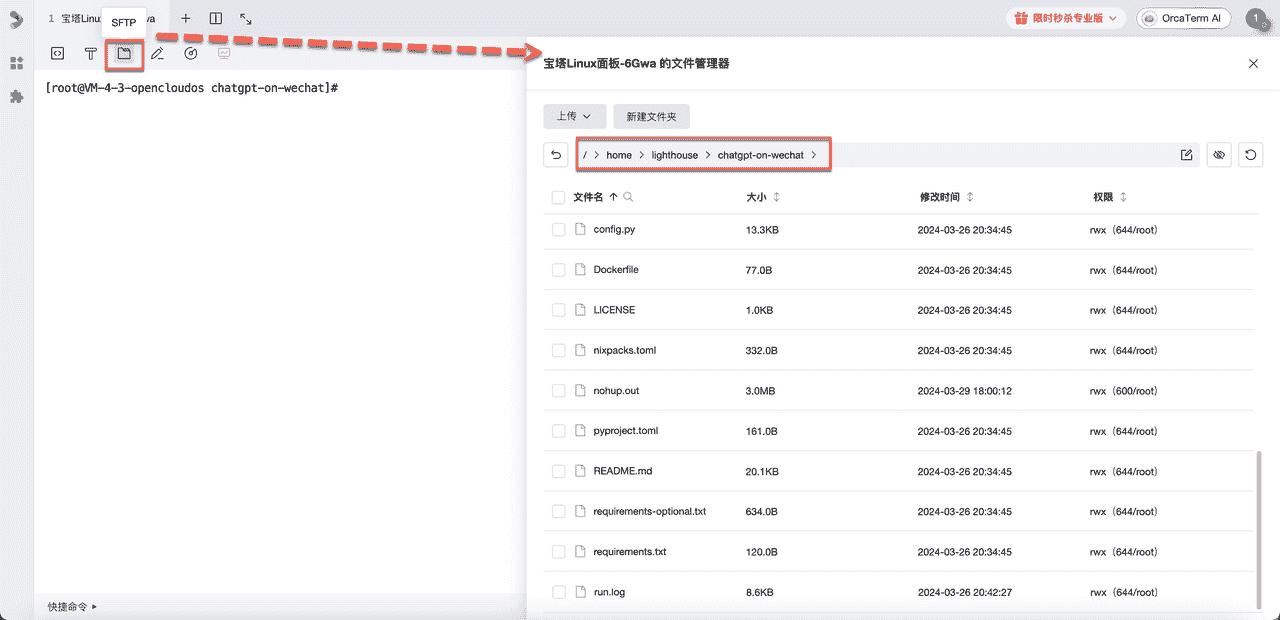 1 宝塔Linux wa 限时秒杀专业版 OrcaTerm AI 1
SFTP
宝塔Linux面板-6Gwa 的文件管理器
[root@VM-4-3-opencloudos chatgpt-on-wechat]#
上传 新建文件夹
/ > home > lighthouse > chatgpt-on-wechat >
文件名 大小 修改时间 权限
config.py 13.3KB 2024-03-26 20:34:45 rwx (644/root)
Dockerfile 77.0B 2024-03-26 20:34:45 rwx (644/root)
LICENSE 1.0KB 2024-03-26 20:34:45 rwx (644/root)
nixpacks.toml 332.0B 2024-03-26 20:34:45 rwx (644/root)
nohup.out 3.0MB 2024-03-29 18:00:12 rwx (600/root)
pyproject.toml 161.0B 2024-03-26 20:34:45 rwx (644/root)
README.md 20.1KB 2024-03-26 20:34:45 rwx (644/root)
requirements-optional.txt 634.0B 2024-03-26 20:34:45 rwx (644/root)
requirements.txt 120.0B 2024-03-26 20:34:45 rwx (644/root)
run.log 8.6KB 2024-03-26 20:42:27 rwx (644/root)
快捷命令